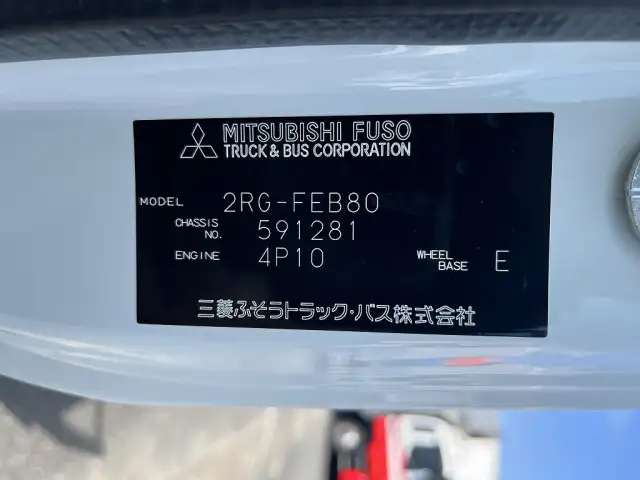 MITSUBISHI FUSO
TRUCK & BUS CORPORATION
MODEL 2RG-FEB80
CHASSIS NO. 591281
ENGINE 4P10 WHEEL BASE E
三菱ふそうトラック・バス株式会社